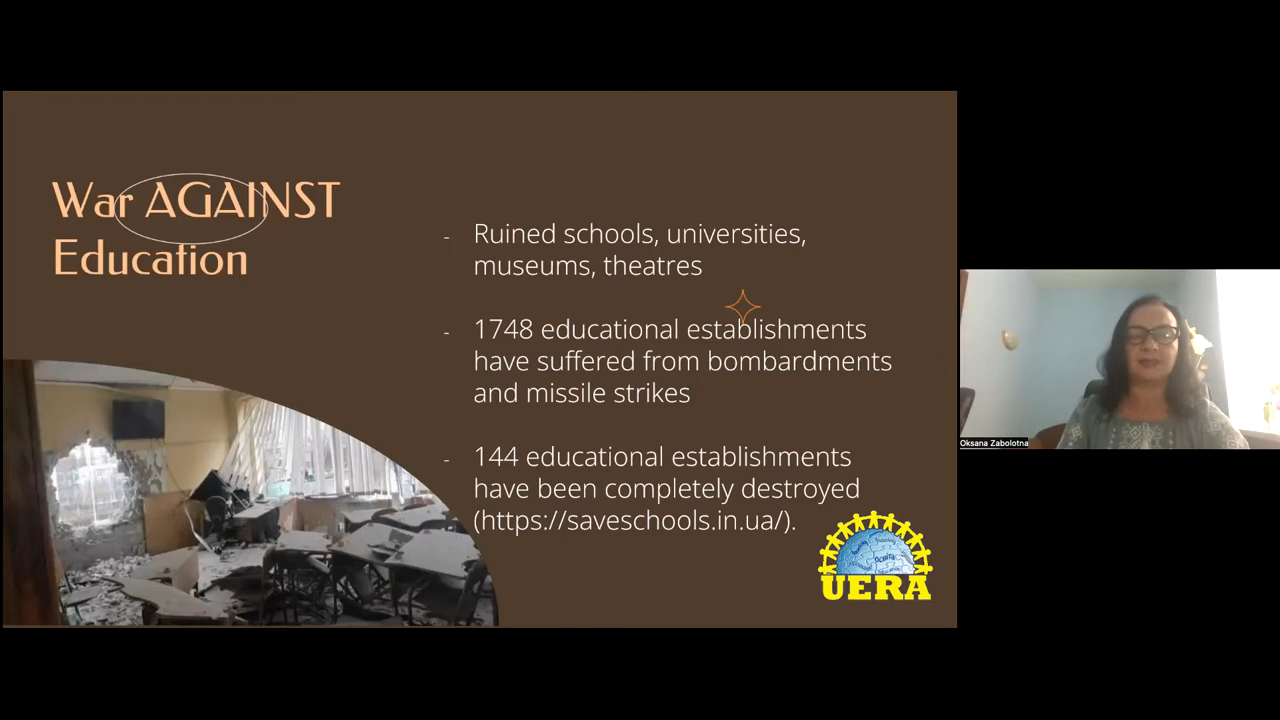 War AGAINST
Education
- Ruined schools, universities,
museums, theatres
- 1748 educational establishments
have suffered from bombardments
and missile strikes
- 144 educational establishments
have been completely destroyed
(https://saveschools.in.ua/).
UERA
Oksana Zabolotna